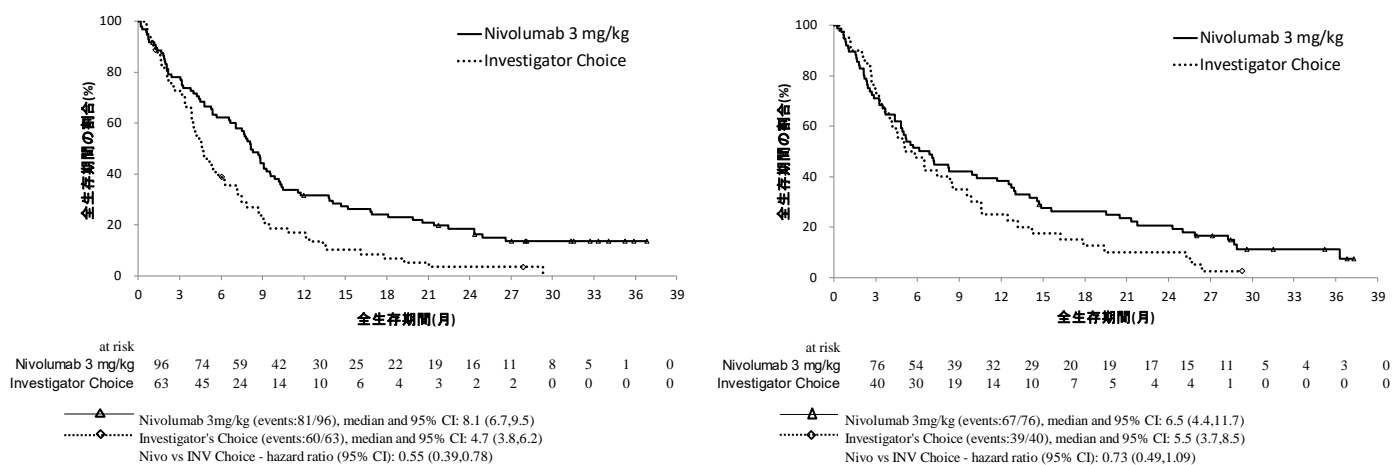 100
80
60
40
20
0
全生存期間の割合(%)
Nivolumab 3 mg/kg
Investigator Choice
0 3 6 9 12 15 18 21 24 27 30 33 36 39
全生存期間(月)
at risk
Nivolumab 3 mg/kg 96 74 59 42 30 25 22 19 16 11 8 5 1 0
Investigator Choice 63 45 24 14 10 6 4 3 2 2 0 0 0 0
Nivolumab 3mg/kg (events:81/96), median and 95% CI: 8.1 (6.7,9.5)
Investigator's Choice (events:60/63), median and 95% CI: 4.7 (3.8,6.2)
Nivo vs INV Choice - hazard ratio (95% CI): 0.55 (0.39,0.78)
100
80
60
40
20
0
全生存期間の割合(%)
Nivolumab 3 mg/kg
Investigator Choice
0 3 6 9 12 15 18 21 24 27 30 33 36 39
全生存期間(月)
at risk
Nivolumab 3 mg/kg 76 54 39 32 29 20 19 17 15 11 5 4 3 0
Investigator Choice 40 30 19 14 10 7 5 4 4 1 0 0 0 0
Nivolumab 3mg/kg (events:67/76), median and 95% CI: 6.5 (4.4,11.7)
Investigator's Choice (events:39/40), median and 95% CI: 5.5 (3.7,8.5)
Nivo vs INV Choice - hazard ratio (95% CI): 0.73 (0.49,1.09)